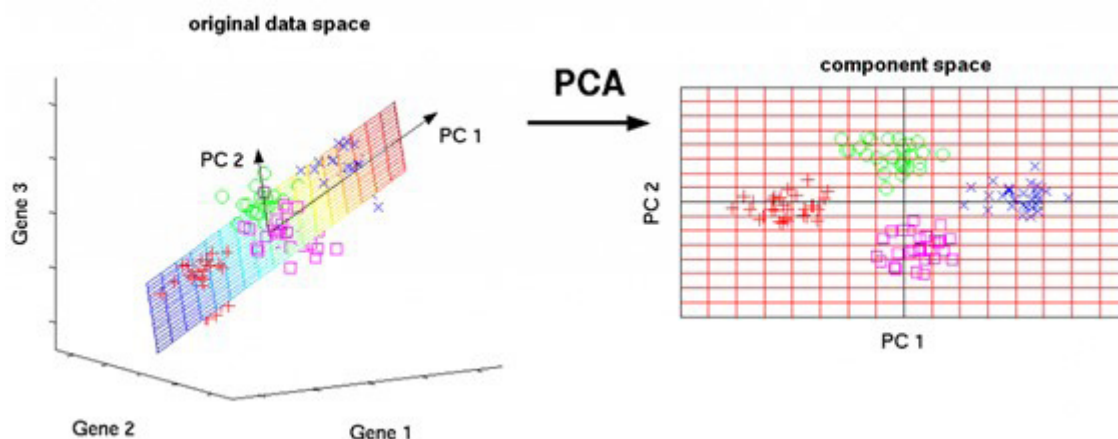 original data space
PC 1
PC 2
Gene 3
Gene 2
Gene 1
PCA
component space
PC 2
PC 1